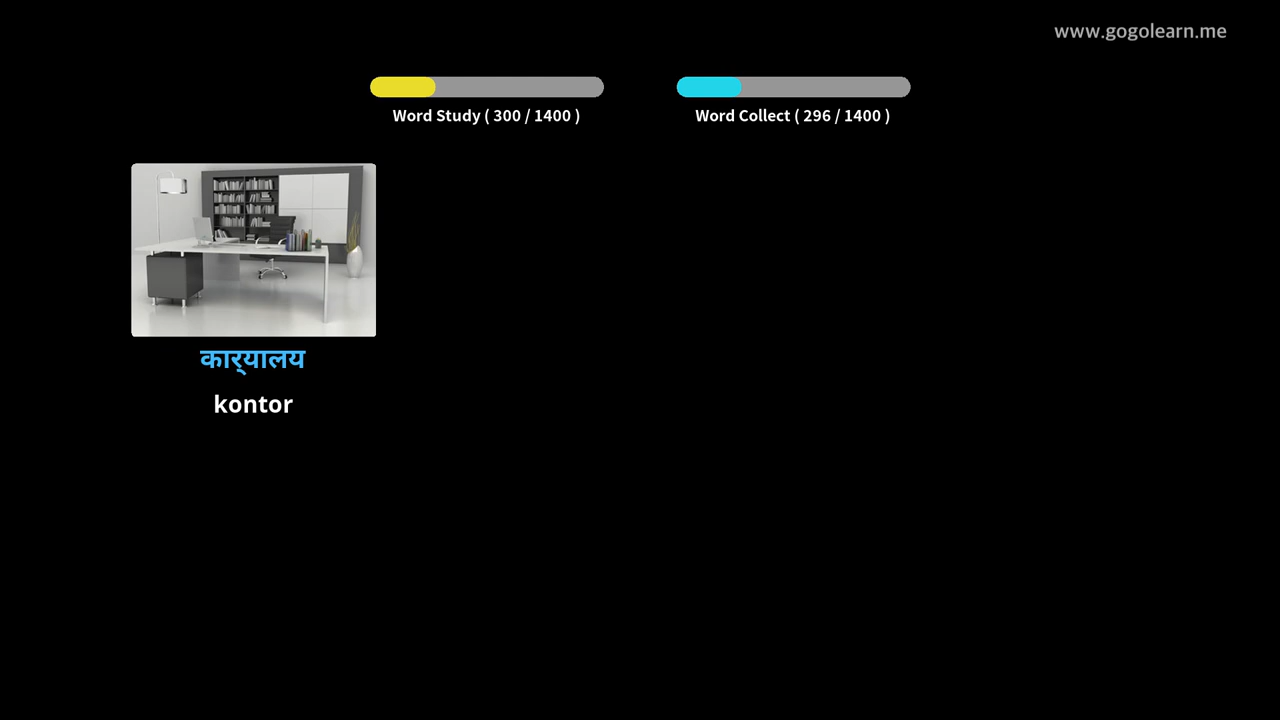 www.gogolearn.me
Word Study ( 300 / 1400 )
Word Collect ( 296 / 1400 )
कार्‍यालय
kontor